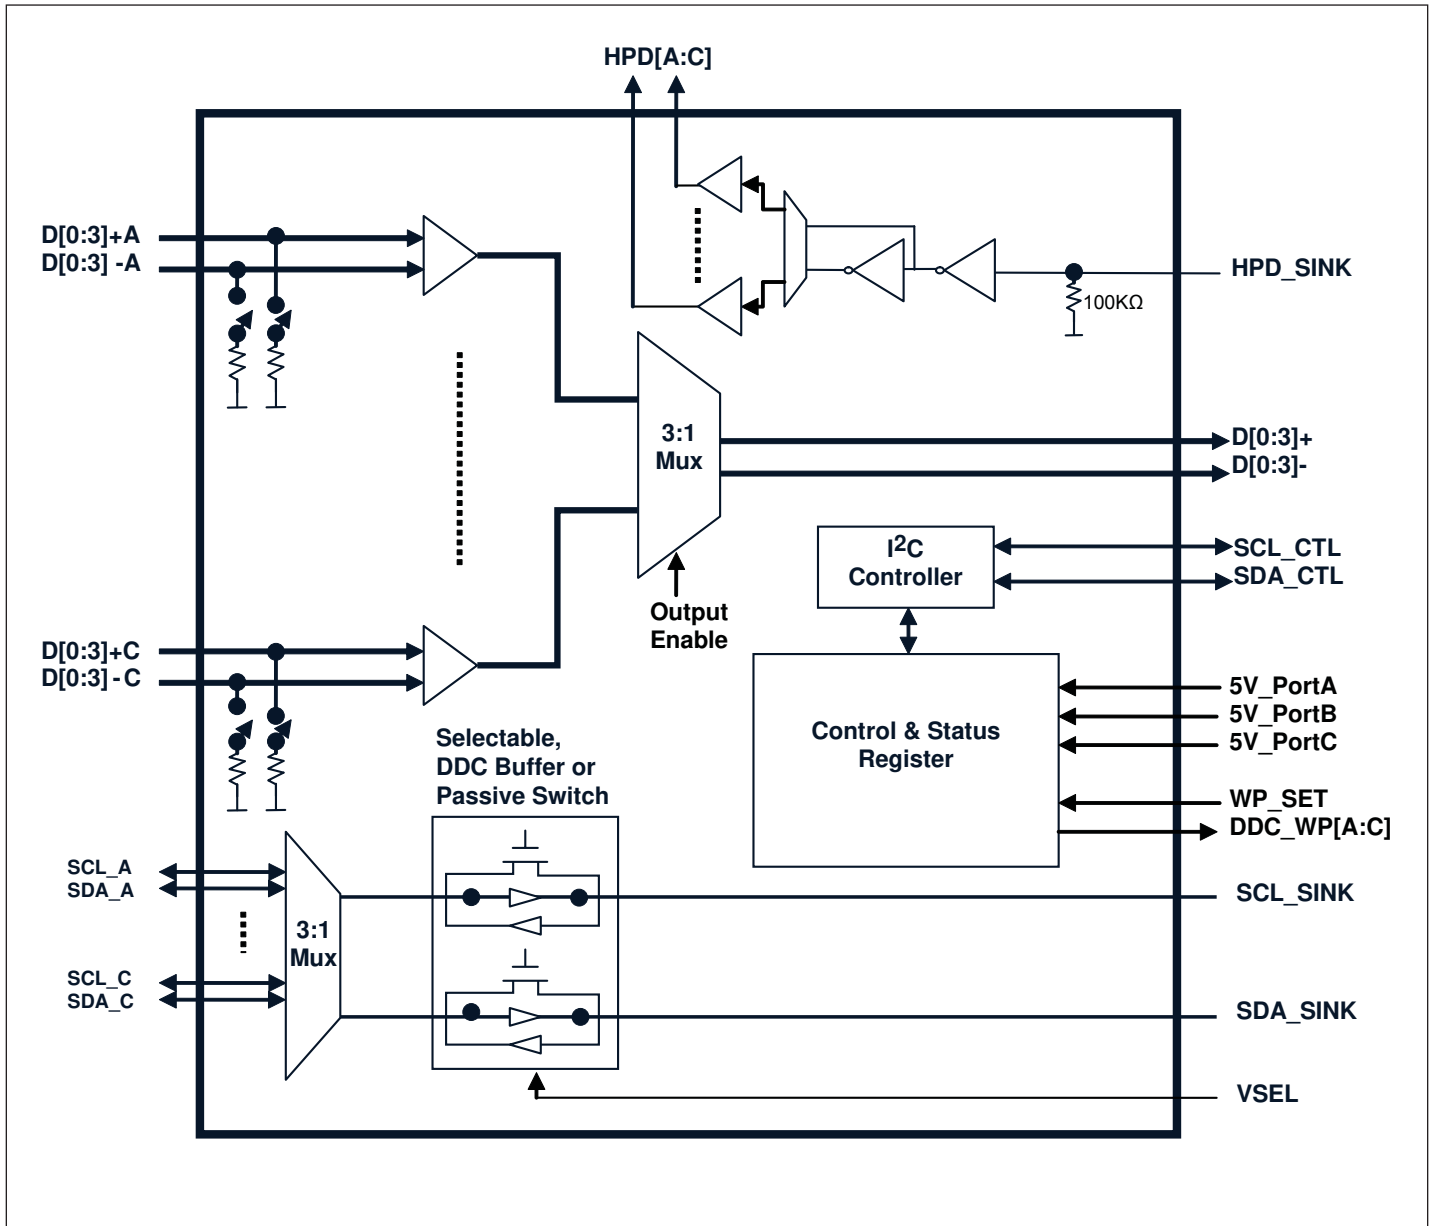 HPD[A:C]
D[0:3]+A
D[0:3] -A
HPD_SINK
100KΩ
3:1
Mux
D[0:3]+
D[0:3]-
I2C
Controller
SCL_CTL
SDA_CTL
Output
Enable
D[0:3]+C
D[0:3] - C
5V_PortA
5V_PortB
5V_PortC
Control & Status
Register
WP_SET
DDC_WP[A:C]
Selectable,
DDC Buffer or
Passive Switch
SCL_A
SDA_A
3:1
Mux
SCL_C
SDA_C
SCL_SINK
SDA_SINK
VSEL